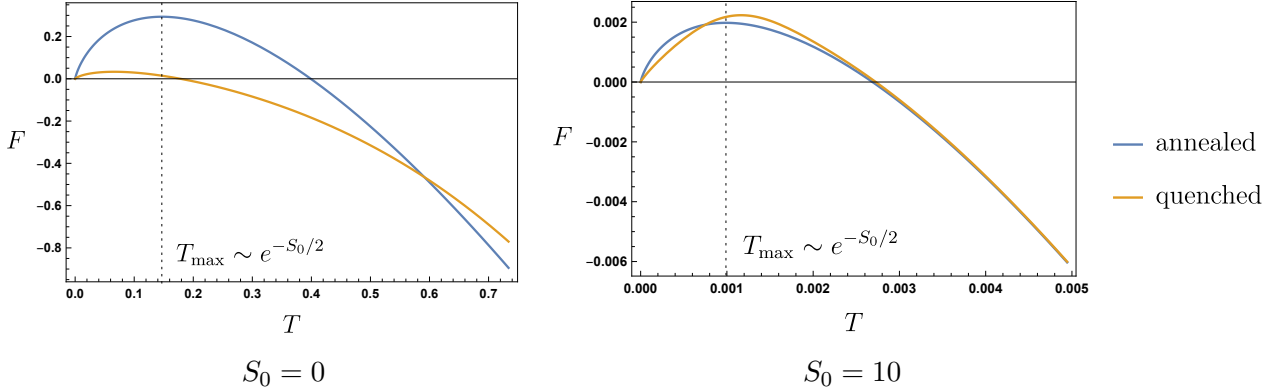 0.2
0.0
−0.2
−0.4
−0.6
−0.8
F
0.0 0.1 0.2 0.3 0.4 0.5 0.6 0.7
T
T_max ∼ e^{−S_0/2}
S_0 = 0
0.002
0.000
−0.002
−0.004
−0.006
F
0.000 0.001 0.002 0.003 0.004 0.005
T
T_max ∼ e^{−S_0/2}
S_0 = 10
annealed
quenched